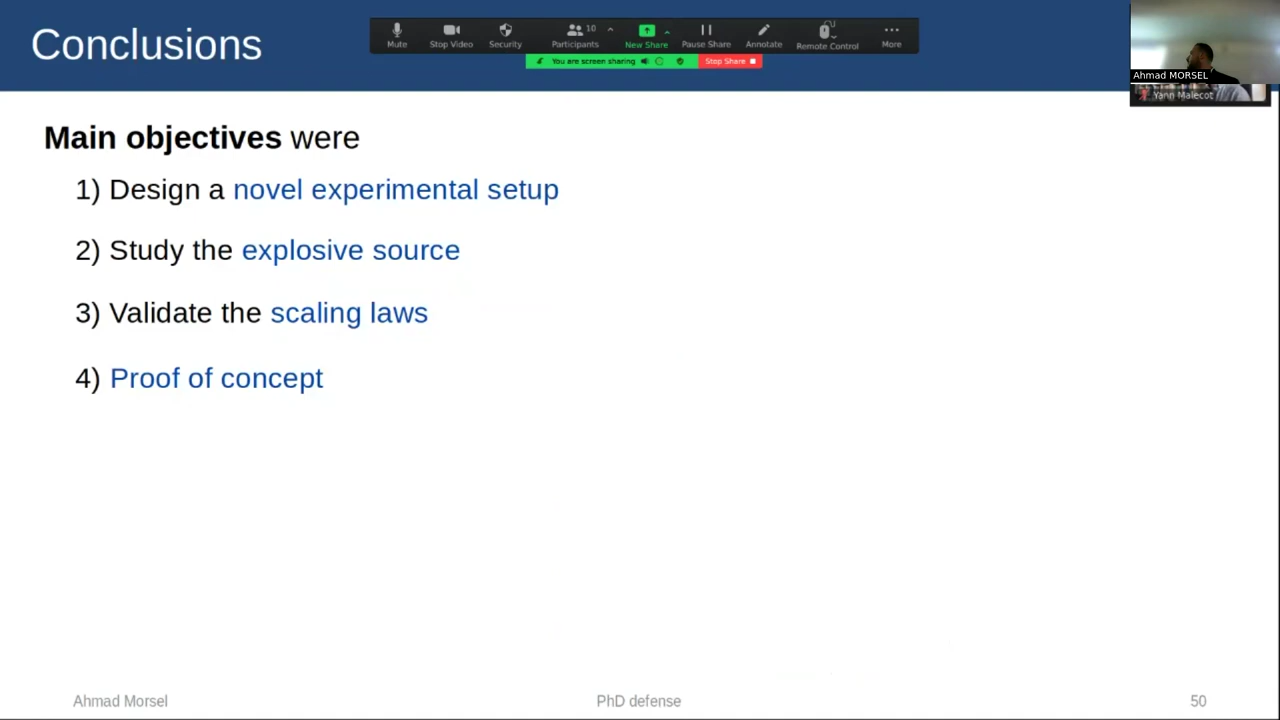 Conclusions
Mute
Stop Video
Security
Participants
10
New Share
Pause Share
Annotate
Remote Control
More
You are screen sharing
Stop Share
Ahmad MORSEL
Yann Malecot
Main objectives were
1) Design a novel experimental setup
2) Study the explosive source
3) Validate the scaling laws
4) Proof of concept
Ahmad Morsel
PhD defense
50